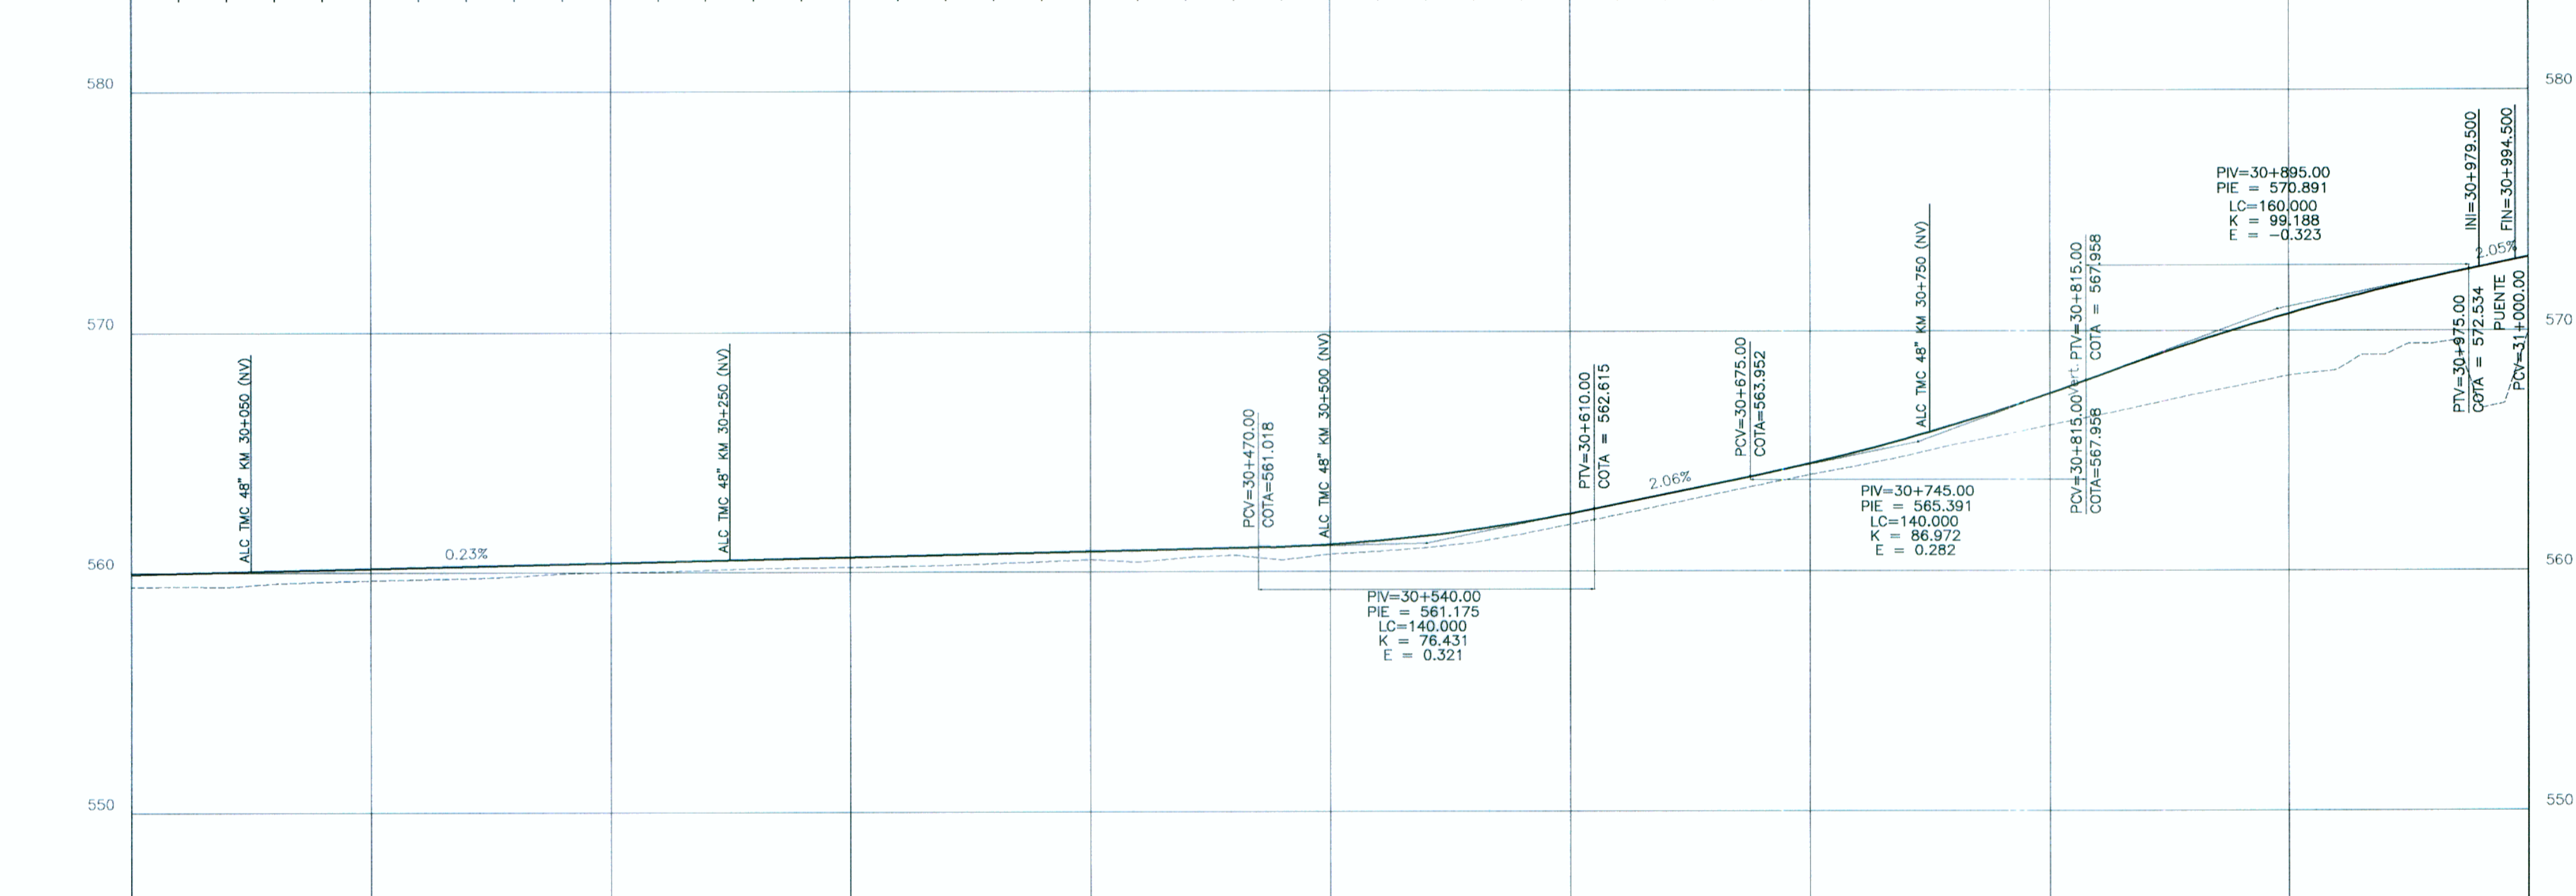 580
580
570
570
560
560
550
550
ALC TMC 48" KM 30+050 (NV)
0.23%
ALC TMC 48" KM 30+250 (NV)
PCV=30+470.00
COTA=561.018
ALC TMC 48" KM 30+500 (NV)
PIV=30+540.00
PIE = 561.175
LC=140.000
K = 76.431
E = 0.321
PTV=30+610.00
COTA = 562.615
2.06%
PCV=30+675.00
COTA=563.952
ALC TMC 48" KM 30+750 (NV)
PIV=30+745.00
PIE = 565.391
LC=140.000
K = 86.972
E = 0.282
PTV=30+815.00
COTA = 567.958
PCV=30+815.00
COTA=567.958
PIV=30+895.00
PIE = 570.891
LC=160.000
K = 99.188
E = -0.323
INI=30+979.500
FIN=30+994.500
2.05%
PTV=30+975.00
COTA = 572.534
PUENTE
PCV=31+000.00